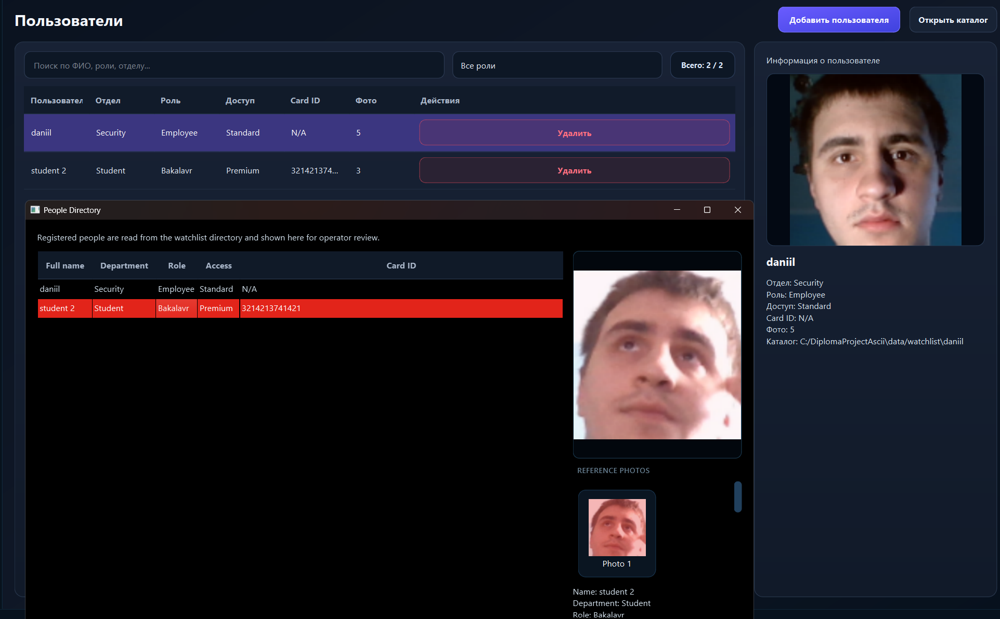 Пользователи
Добавить пользователя
Открыть каталог
Поиск по ФИО, роли, отделу...
Все роли
Всего: 2 / 2
Пользовател Отдел Роль Доступ Card ID Фото Действия
daniil Security Employee Standard N/A 5 Удалить
student 2 Student Bakalavr Premium 321421374... 3 Удалить
Информация о пользователе
daniil
Отдел: Security
Роль: Employee
Доступ: Standard
Card ID: N/A
Фото: 5
Каталог: C:/DiplomaProjectAscii\data/watchlist\daniil
People Directory
Registered people are read from the watchlist directory and shown here for operator review.
Full name Department Role Access Card ID
daniil Security Employee Standard N/A
student 2 Student Bakalavr Premium 3214213741421
REFERENCE PHOTOS
Photo 1
Name: student 2
Department: Student
Role: Bakalavr